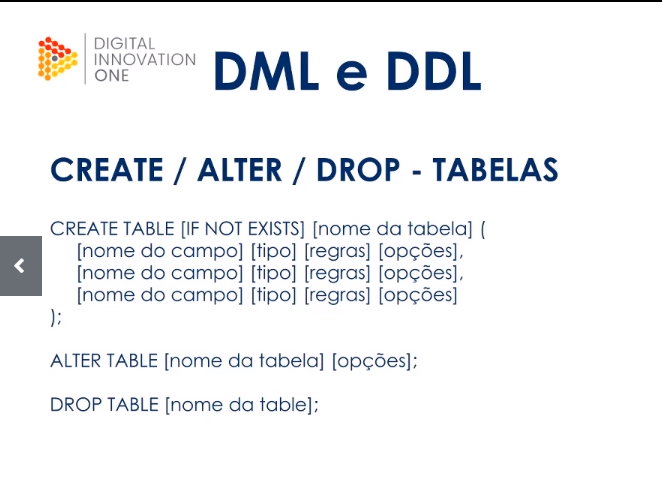 DIGITAL
INNOVATION
ONE
DML e DDL
CREATE / ALTER / DROP - TABELAS
CREATE TABLE [IF NOT EXISTS] [nome da tabela] (
[nome do campo] [tipo] [regras] [opções],
[nome do campo] [tipo] [regras] [opções],
[nome do campo] [tipo] [regras] [opções]
);
ALTER TABLE [nome da tabela] [opções];
DROP TABLE [nome da table];